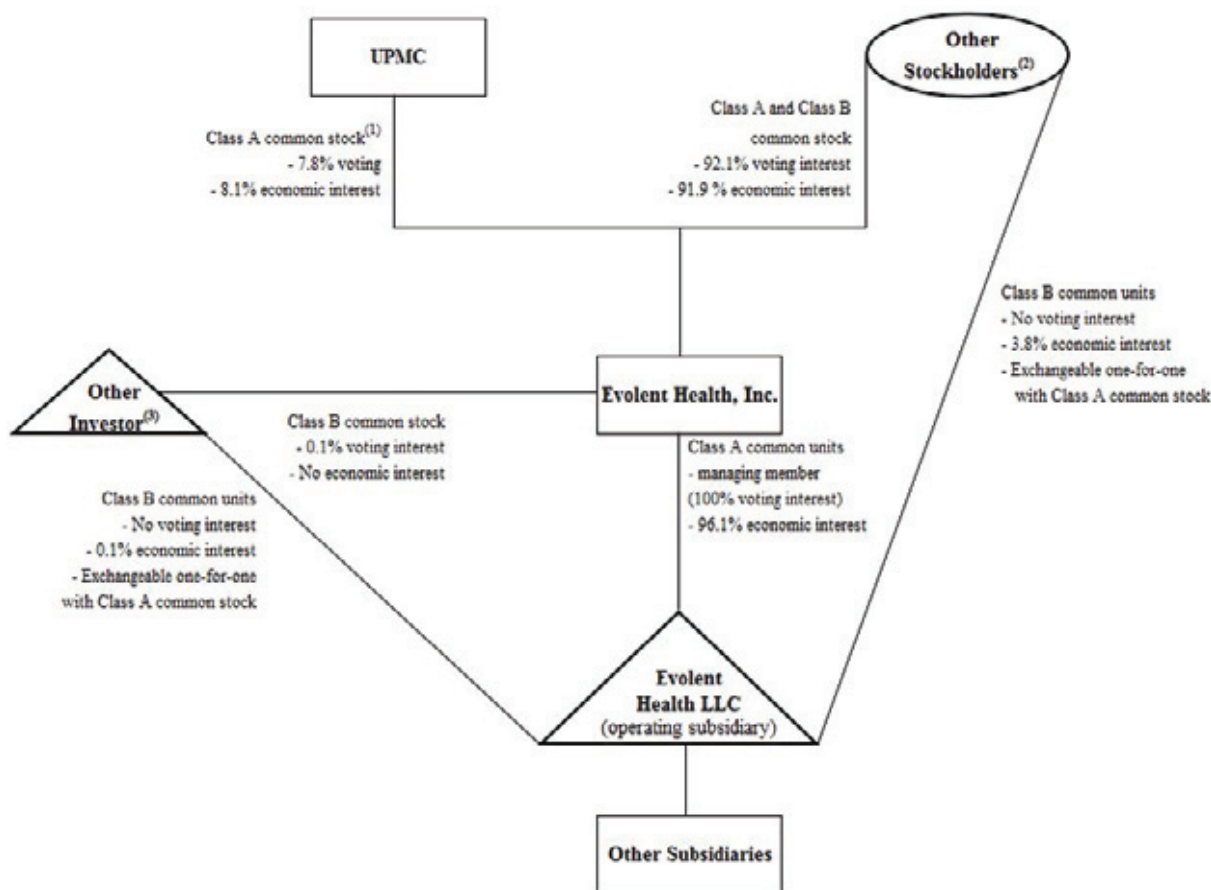 UPMC
Other
Stockholders(2)
Class A common stock(1)
- 7.8% voting
- 8.1% economic interest
Class A and Class B
common stock
- 92.1% voting interest
- 91.9 % economic interest
Class B common units
- No voting interest
- 3.8% economic interest
- Exchangeable one-for-one
with Class A common stock
Other
Investor(3)
Evolent Health, Inc.
Class B common stock
- 0.1% voting interest
- No economic interest
Class A common units
- managing member
(100% voting interest)
- 96.1% economic interest
Class B common units
- No voting interest
- 0.1% economic interest
- Exchangeable one-for-one
with Class A common stock
Evolent
Health LLC
(operating subsidiary)
Other Subsidiaries